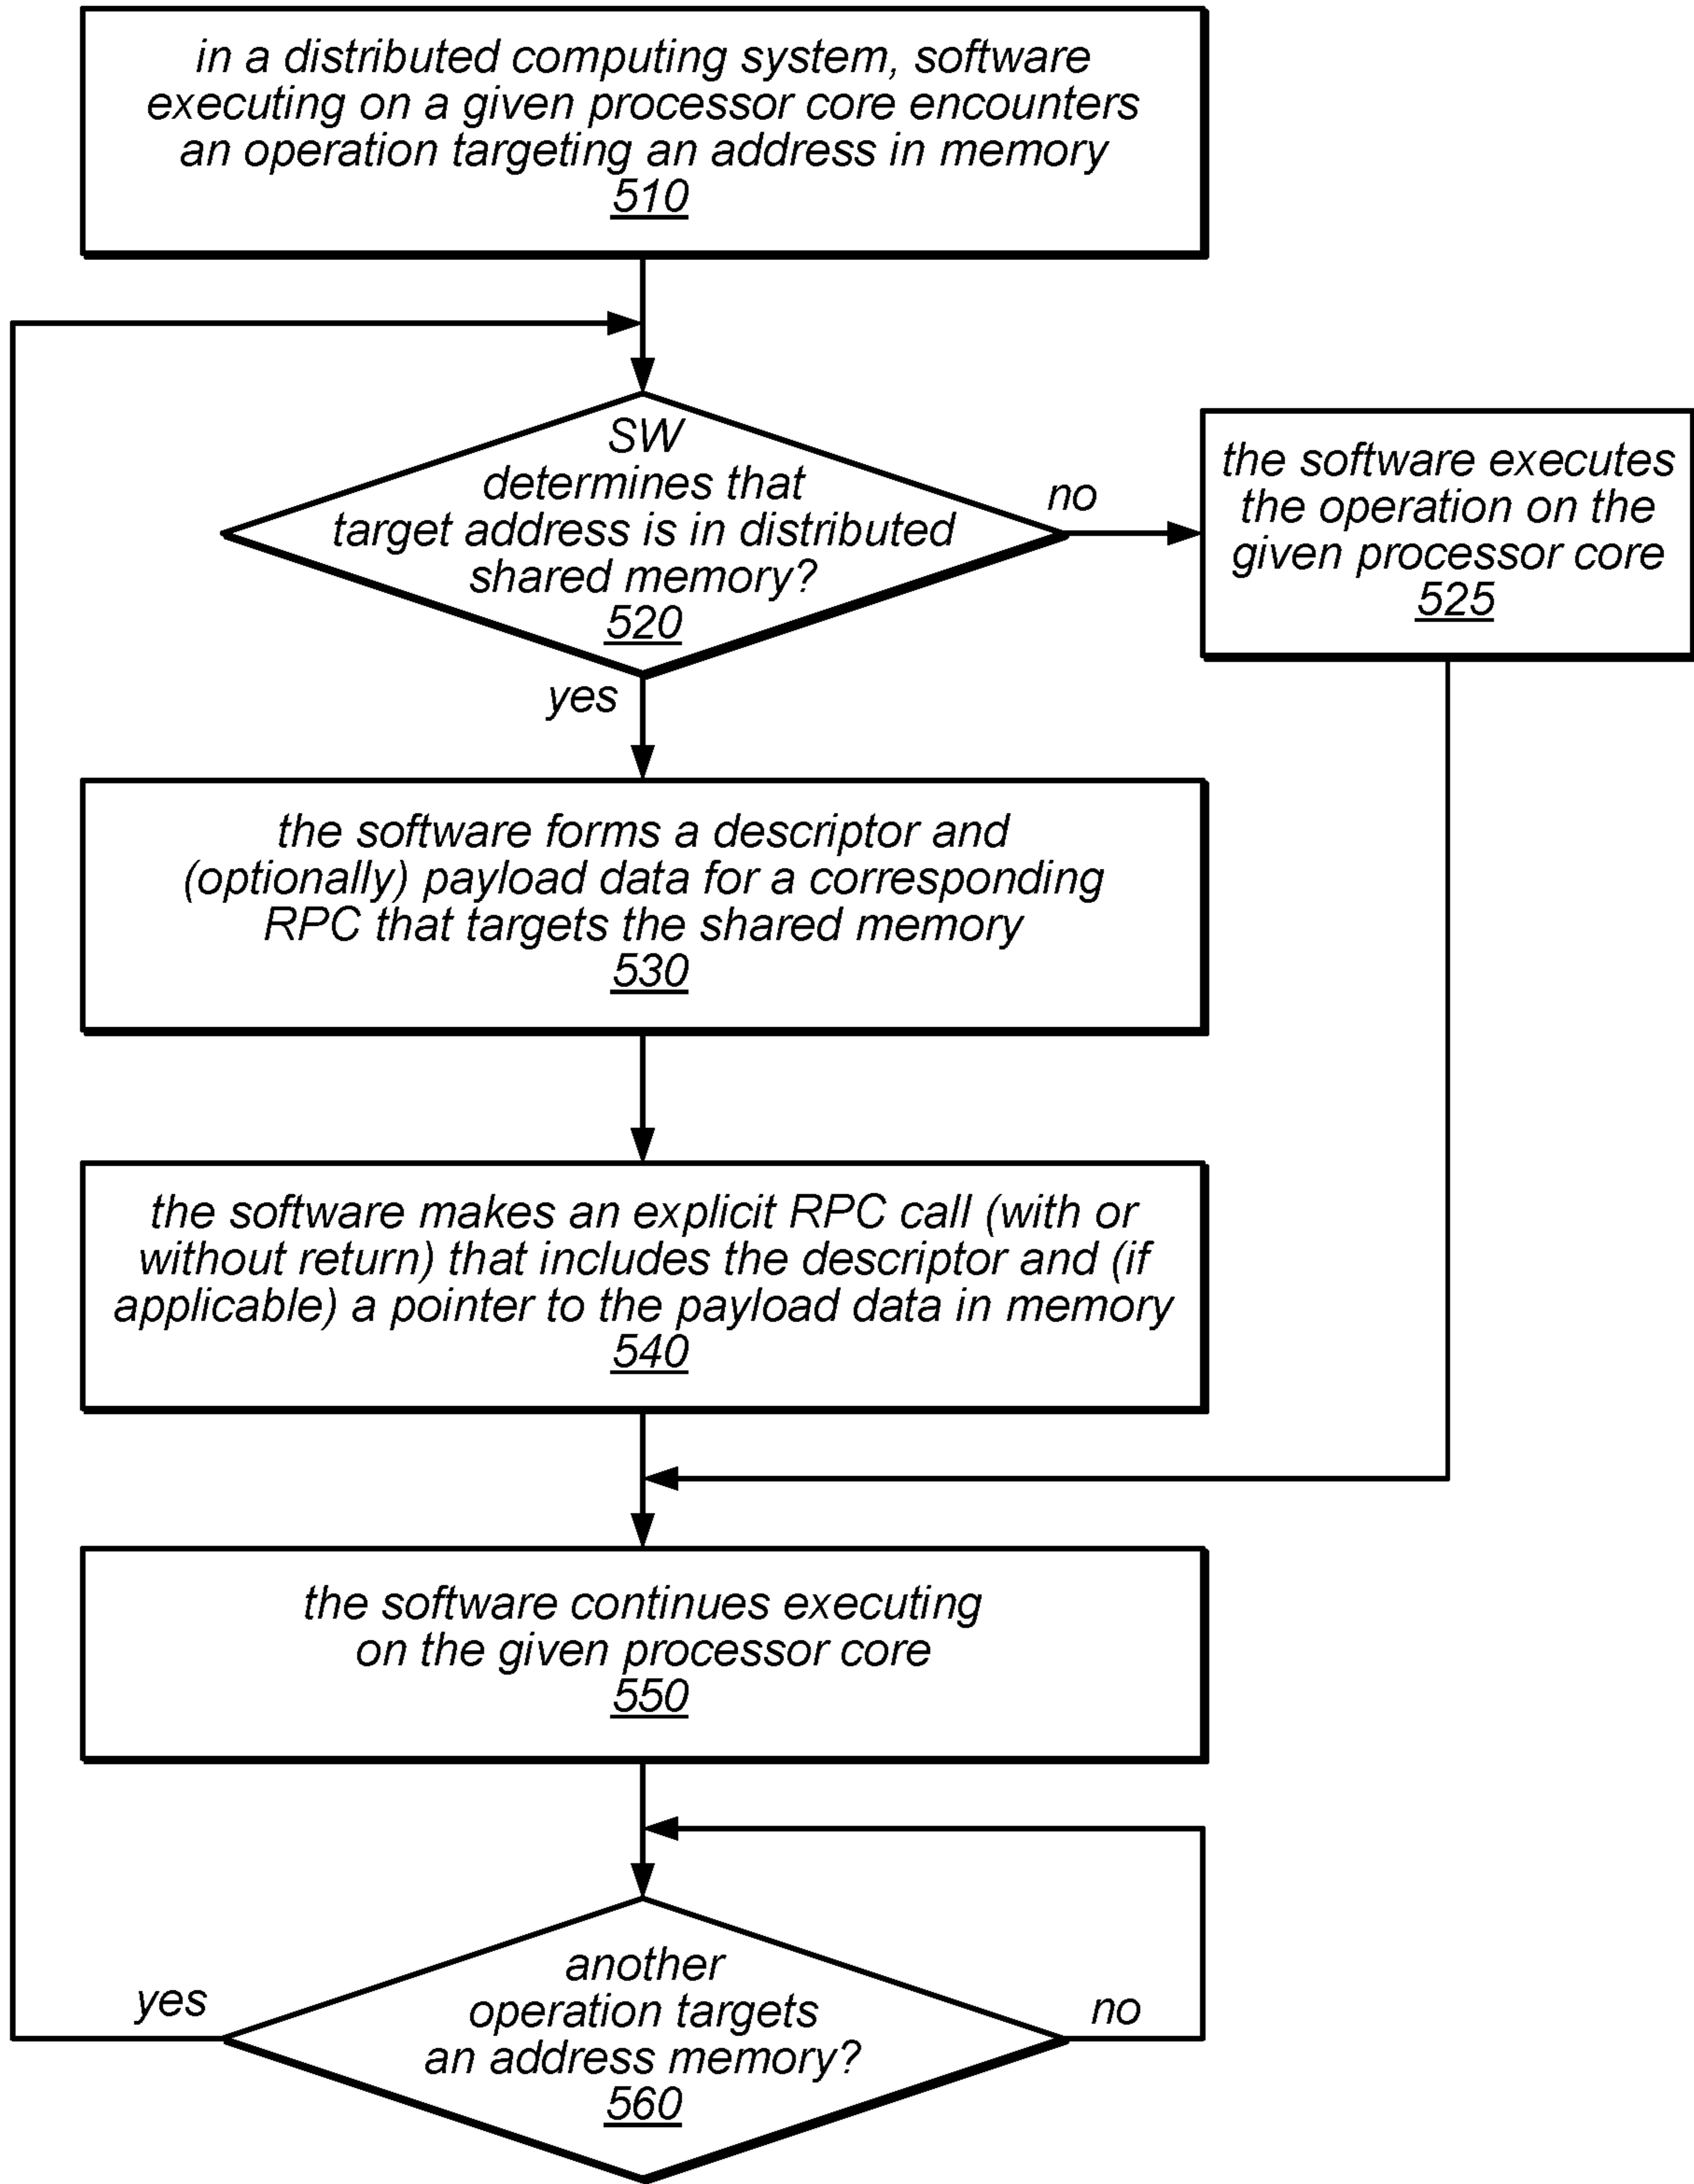 in a distributed computing system, software
executing on a given processor core encounters
an operation targeting an address in memory
510
SW
determines that
target address is in distributed
shared memory?
520
no
the software executes
the operation on the
given processor core
525
yes
the software forms a descriptor and
(optionally) payload data for a corresponding
RPC that targets the shared memory
530
the software makes an explicit RPC call (with or
without return) that includes the descriptor and (if
applicable) a pointer to the payload data in memory
540
the software continues executing
on the given processor core
550
another
operation targets
an address memory?
560
yes
no